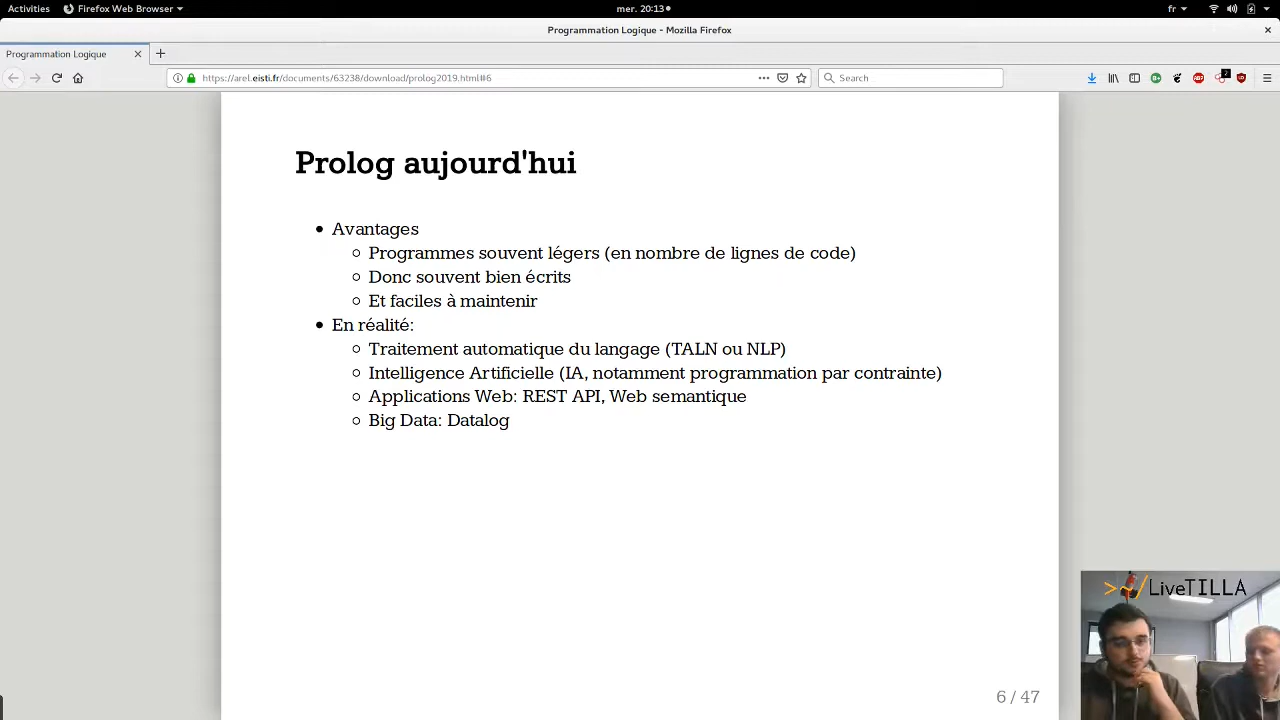 Activities
Firefox Web Browser
mer. 20:13
fr
Programmation Logique - Mozilla Firefox
Programmation Logique
https://arel.eisti.fr/documents/63238/download/prolog2019.html#6
Search
2
Prolog aujourd'hui
Avantages
Programmes souvent légers (en nombre de lignes de code)
Donc souvent bien écrits
Et faciles à maintenir
En réalité:
Traitement automatique du langage (TALN ou NLP)
Intelligence Artificielle (IA, notamment programmation par contrainte)
Applications Web: REST API, Web semantique
Big Data: Datalog
>~/LiveTILLA
6 / 47